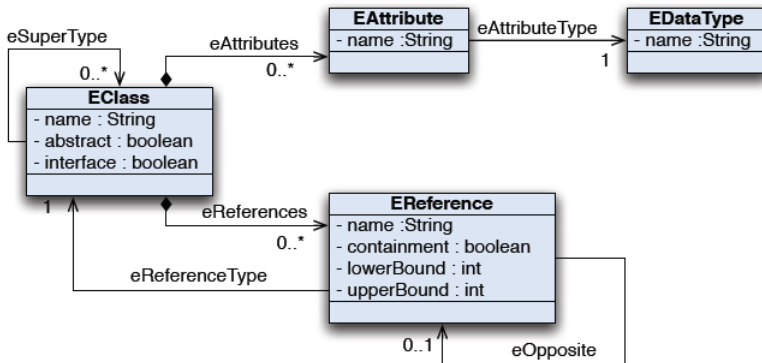 eSuperType
0..*
EClass
- name : String
- abstract : boolean
- interface : boolean
1
eAttributes
0..*
EAttribute
- name :String
eAttributeType
1
EDataType
- name :String
eReferences
0..*
EReference
- name :String
- containment : boolean
- lowerBound : int
- upperBound : int
eReferenceType
0..1
eOpposite